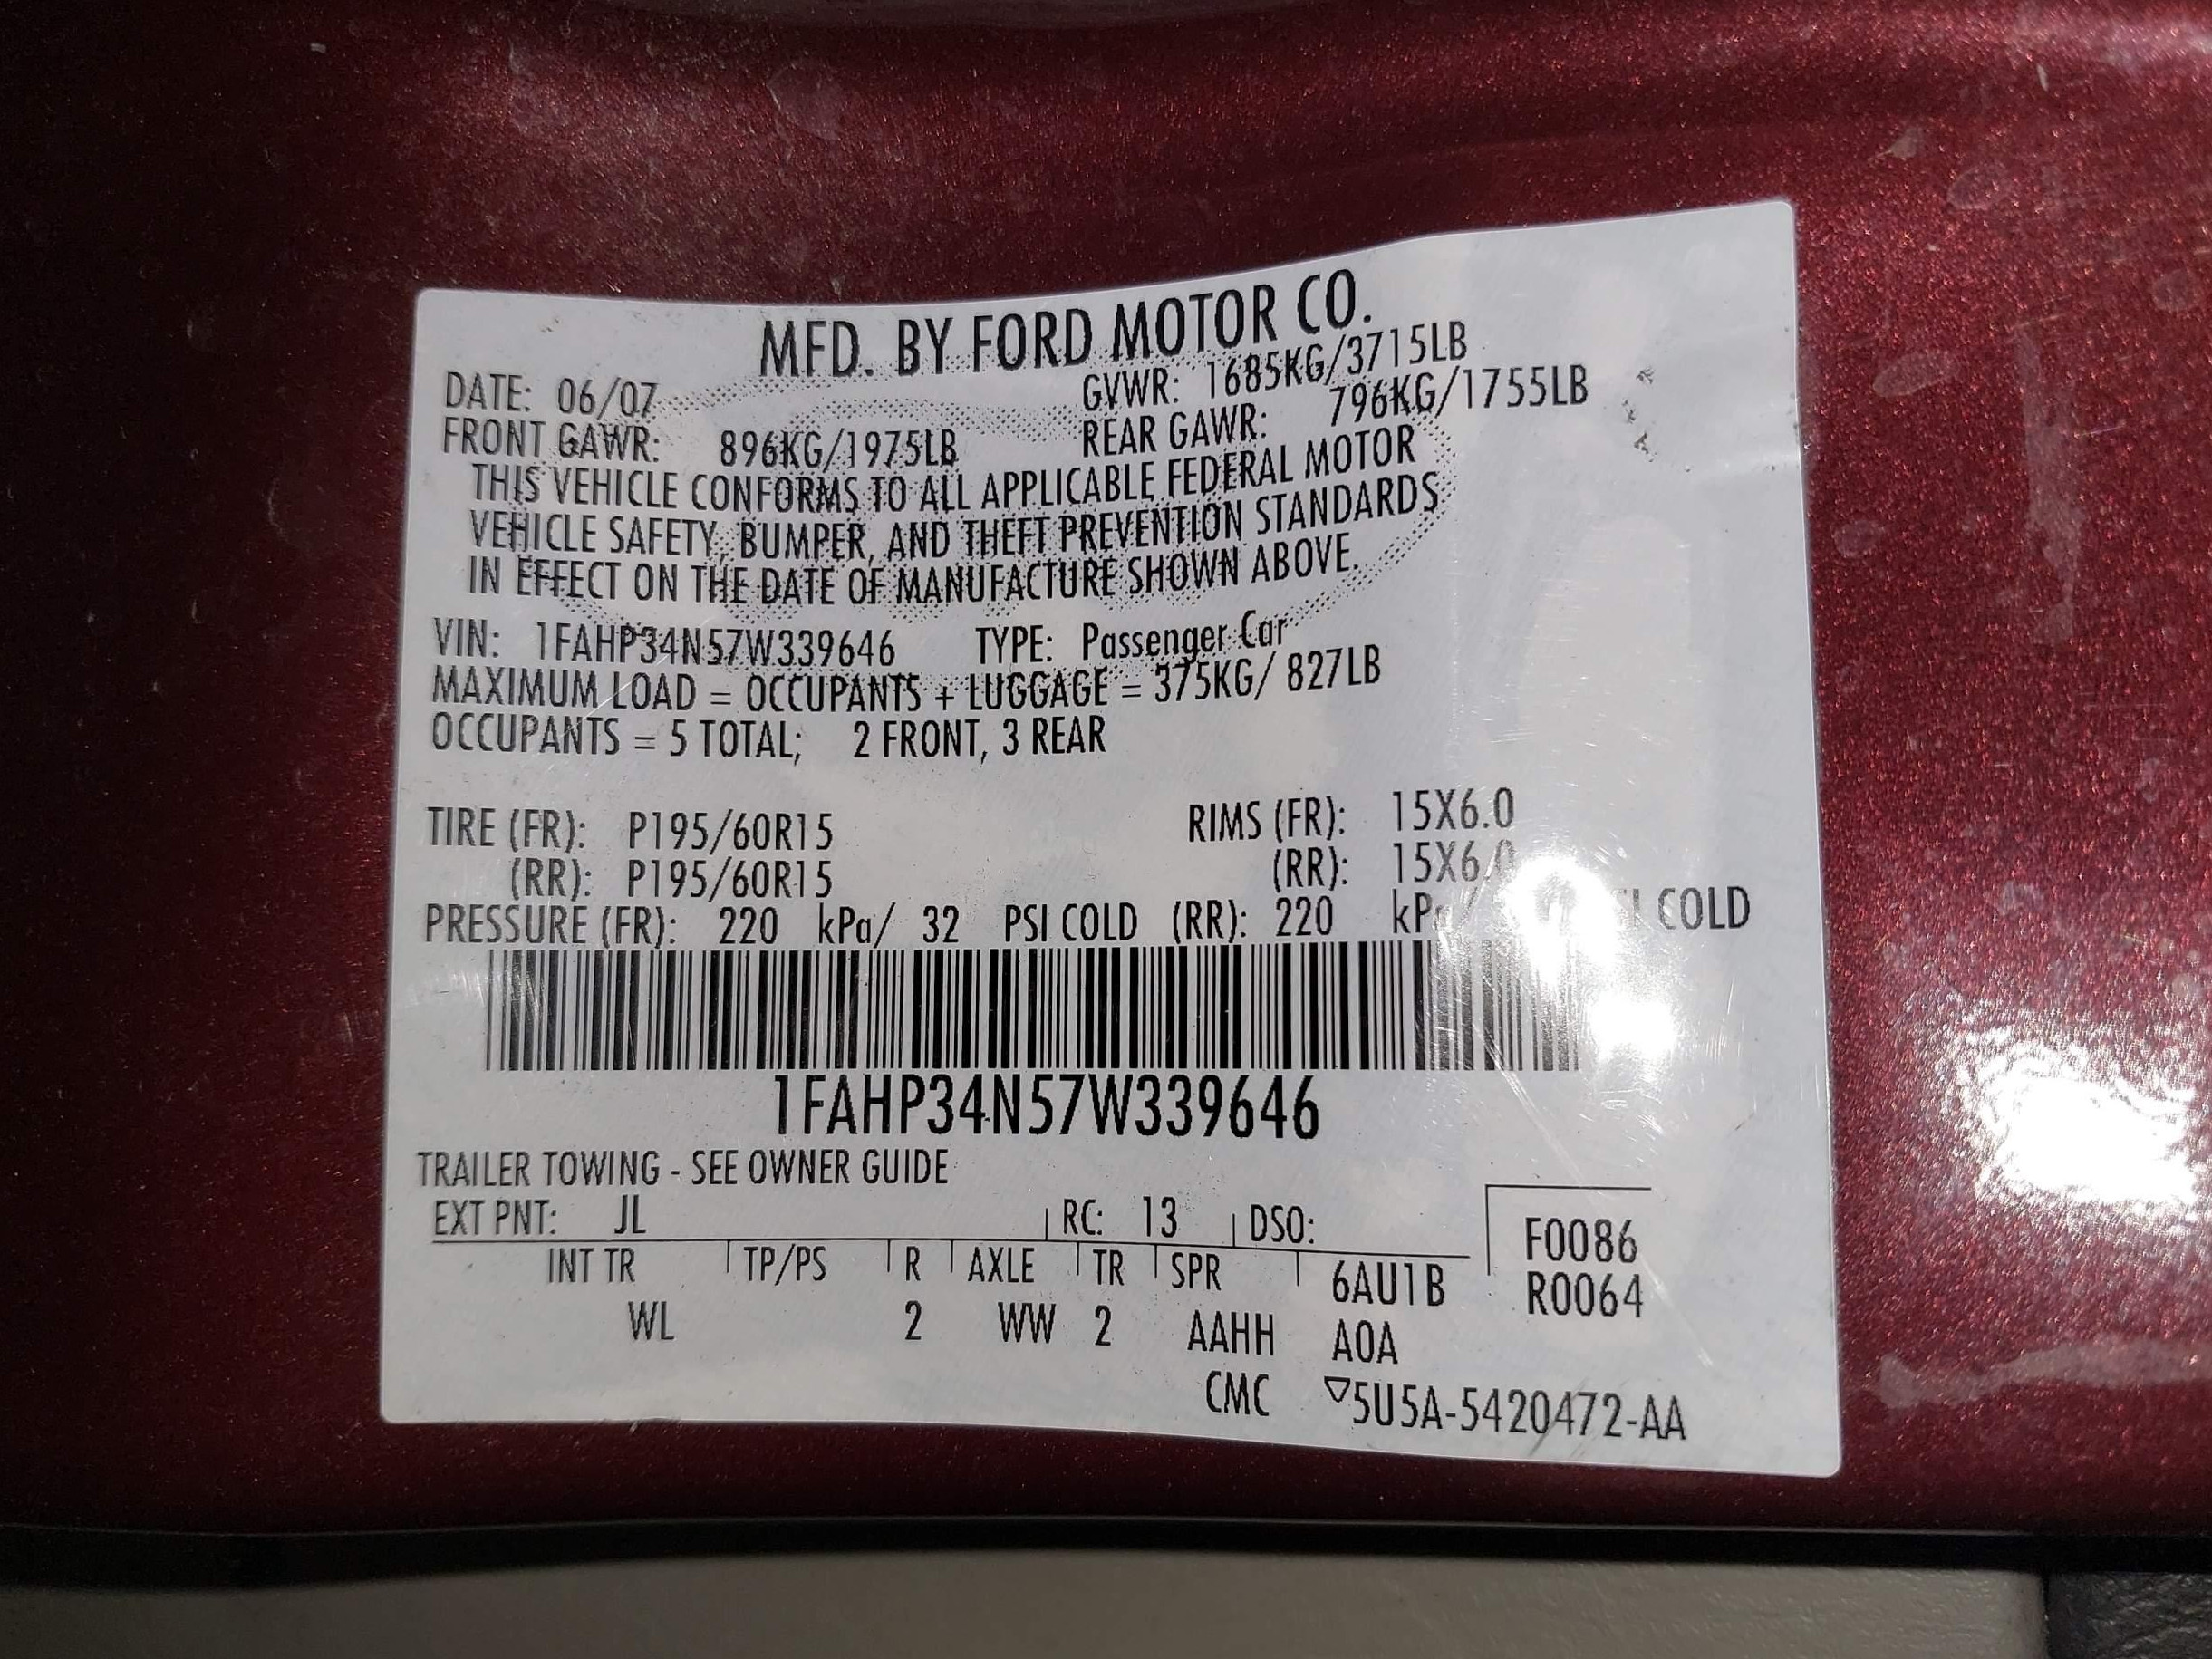 MFD. BY FORD MOTOR CO.
DATE: 06/07 GVWR: 1685KG/3715LB
FRONT GAWR: 896KG/1975LB REAR GAWR: 796KG/1755LB
THIS VEHICLE CONFORMS TO ALL APPLICABLE FEDERAL MOTOR
VEHICLE SAFETY, BUMPER, AND THEFT PREVENTION STANDARDS
IN EFFECT ON THE DATE OF MANUFACTURE SHOWN ABOVE.
VIN: 1FAHP34N57W339646 TYPE: Passenger Car
MAXIMUM LOAD = OCCUPANTS + LUGGAGE = 375KG/ 827LB
OCCUPANTS = 5 TOTAL; 2 FRONT, 3 REAR
TIRE (FR): P195/60R15 RIMS (FR): 15X6.0
(RR): P195/60R15 (RR): 15X6.0
PRESSURE (FR): 220 kPa/ 32 PSI COLD (RR): 220 COLD
1FAHP34N57W339646
TRAILER TOWING - SEE OWNER GUIDE
EXT PNT: JL RC: 13 DSO: F0086
INT TR TP/PS R AXLE TR SPR 6AU1B R0064
WL 2 WW 2 AAHH A0A
CMC ▽5U5A-5420472-AA